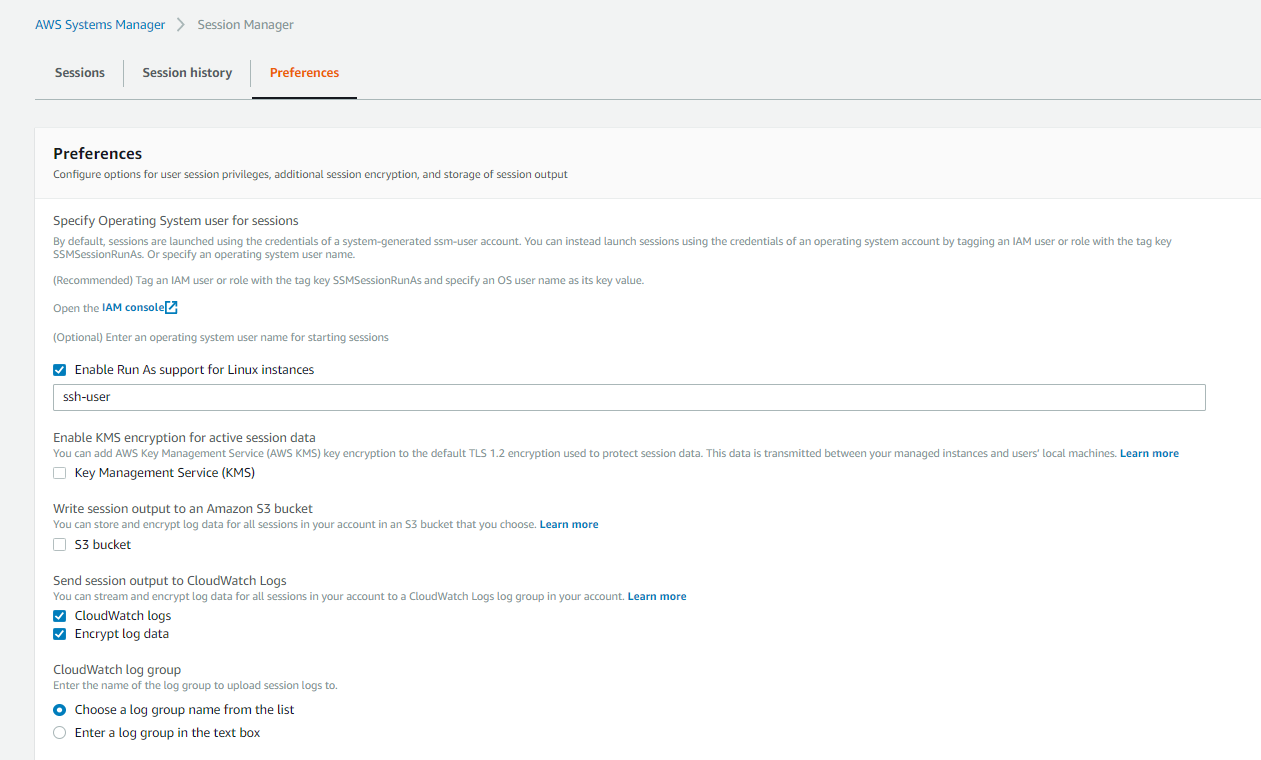 AWS Systems Manager > Session Manager
Sessions Session history Preferences
Preferences
Configure options for user session privileges, additional session encryption, and storage of session output
Specify Operating System user for sessions
By default, sessions are launched using the credentials of a system-generated ssm-user account. You can instead launch sessions using the credentials of an operating system account by tagging an IAM user or role with the tag key
SSMSessionRunAs. Or specify an operating system user name.
(Recommended) Tag an IAM user or role with the tag key SSMSessionRunAs and specify an OS user name as its key value.
Open the IAM console
(Optional) Enter an operating system user name for starting sessions
Enable Run As support for Linux instances
ssh-user
Enable KMS encryption for active session data
You can add AWS Key Management Service (AWS KMS) key encryption to the default TLS 1.2 encryption used to protect session data. This data is transmitted between your managed instances and users' local machines. Learn more
Key Management Service (KMS)
Write session output to an Amazon S3 bucket
You can store and encrypt log data for all sessions in your account in an S3 bucket that you choose. Learn more
S3 bucket
Send session output to CloudWatch Logs
You can stream and encrypt log data for all sessions in your account to a CloudWatch Logs log group in your account. Learn more
CloudWatch logs
Encrypt log data
CloudWatch log group
Enter the name of the log group to upload session logs to.
Choose a log group name from the list
Enter a log group in the text box